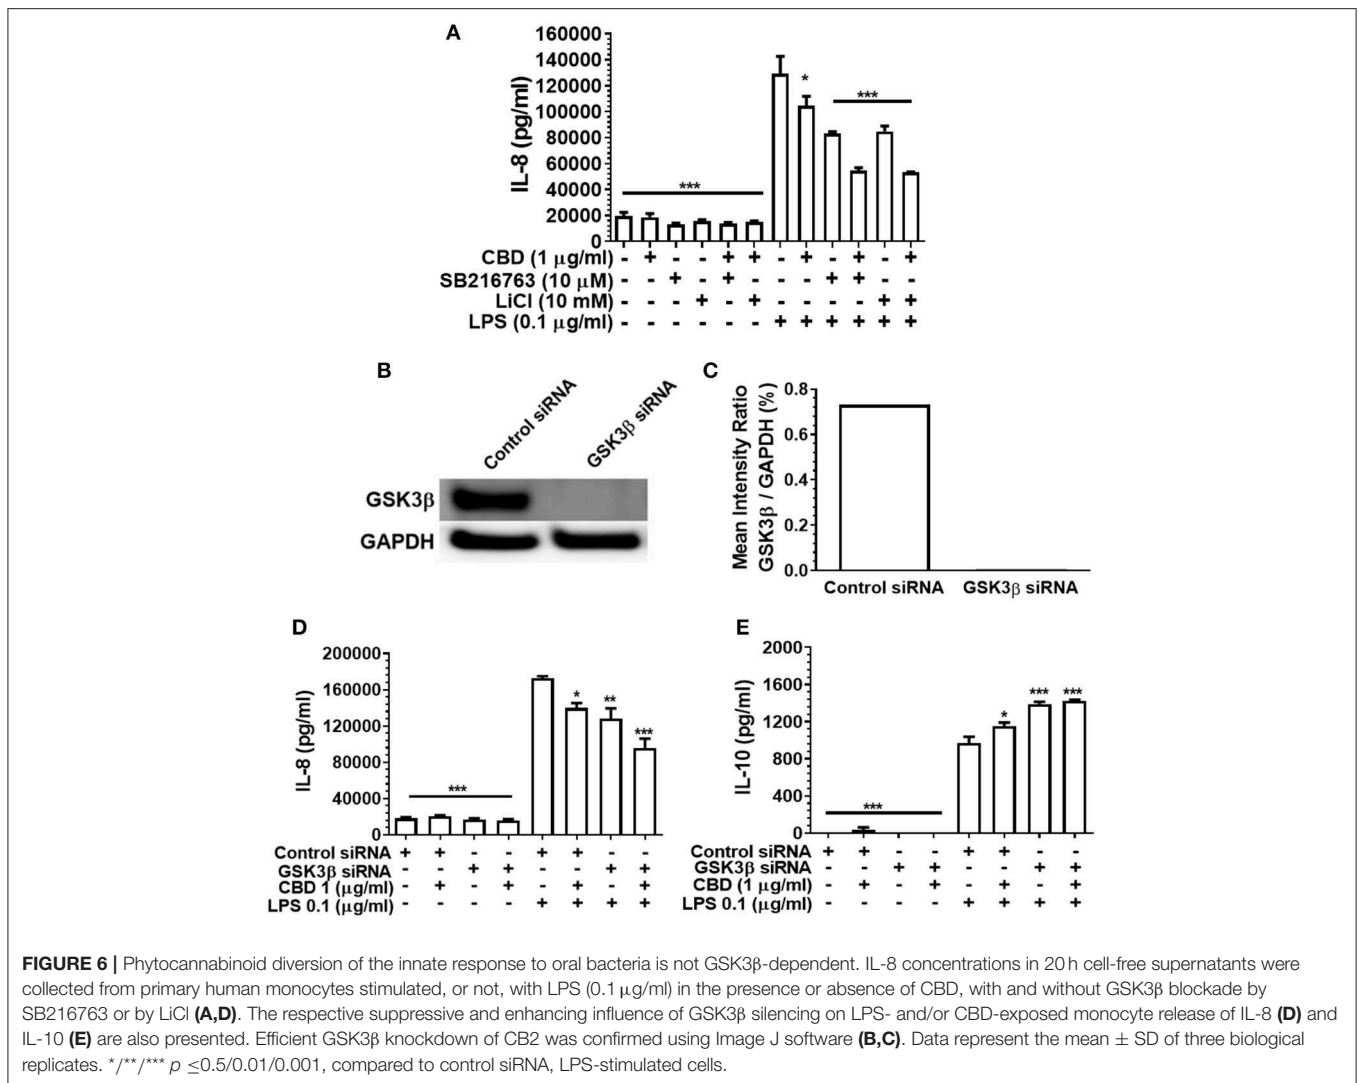 A
160000
140000
120000
100000
80000
60000
40000
20000
0
IL-8 (pg/ml)
***
*
***
CBD (1 μg/ml) - + - - + + - + - + - +
SB216763 (10 μM) - - + - + - - - + + - -
LiCl (10 mM) - - - + - + - - - - + +
LPS (0.1 μg/ml) - - - - - - + + + + + +
B
Control siRNA
GSK3β siRNA
GSK3β
GAPDH
C
Mean Intensity Ratio
GSK3β / GAPDH (%)
0.8
0.6
0.4
0.2
0.0
Control siRNA GSK3β siRNA
D
200000
160000
120000
80000
40000
0
IL-8 (pg/ml)
***
*
**
***
Control siRNA + + - - + + - -
GSK3β siRNA - - + + - - + +
CBD 1 (μg/ml) - + - + - + - +
LPS 0.1 (μg/ml) - - - - + + + +
E
2000
1600
1200
800
400
0
IL-10 (pg/ml)
***
*
***
***
Control siRNA + + - - + + - -
GSK3β siRNA - - + + - - + +
CBD (1 μg/ml) - + - + - + - +
LPS 0.1 (μg/ml) - - - - + + + +
FIGURE 6 | Phytocannabinoid diversion of the innate response to oral bacteria is not GSK3β-dependent. IL-8 concentrations in 20 h cell-free supernatants were
collected from primary human monocytes stimulated, or not, with LPS (0.1 μg/ml) in the presence or absence of CBD, with and without GSK3β blockade by
SB216763 or by LiCl (A,D). The respective suppressive and enhancing influence of GSK3β silencing on LPS- and/or CBD-exposed monocyte release of IL-8 (D) and
IL-10 (E) are also presented. Efficient GSK3β knockdown of CB2 was confirmed using Image J software (B,C). Data represent the mean ± SD of three biological
replicates. */**/*** p ≤0.5/0.01/0.001, compared to control siRNA, LPS-stimulated cells.